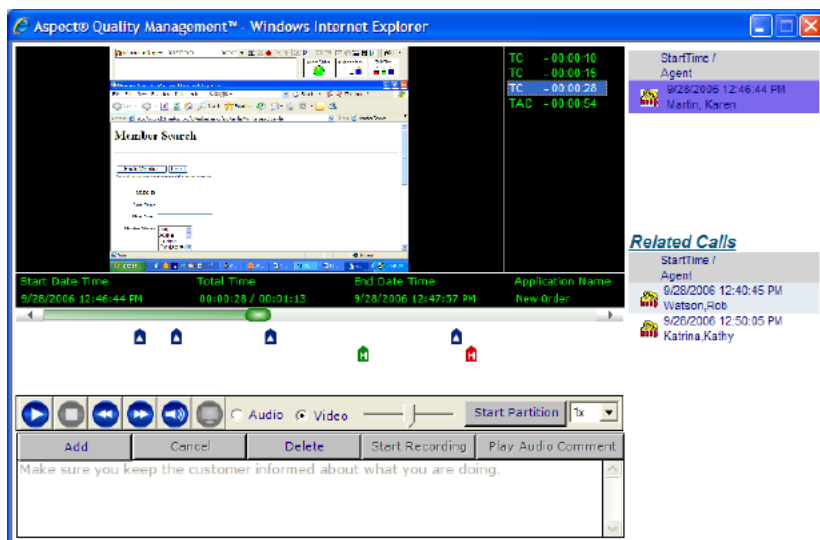 Aspect® Quality Management™ - Windows Internet Explorer
TC - 00:00:10
TC - 00:00:15
TC - 00:00:28
TAC - 00:00:54
StartTime /
Agent
9/28/2006 12:46:44 PM
Martin, Karen
Member Search
Related Calls
StartTime /
Agent
9/28/2006 12:40:45 PM
Watson,Rob
9/28/2006 12:50:05 PM
Katrina,Kathy
Start Date Time Total Time End Date Time Application Name
9/28/2006 12:46:44 PM 00:00:28 / 00:01:13 9/28/2006 12:47:57 PM New Order
H H
Audio Video Start Partition 1x
Add Cancel Delete Start Recording Play Audio Comment
Make sure you keep the customer informed about what you are doing.